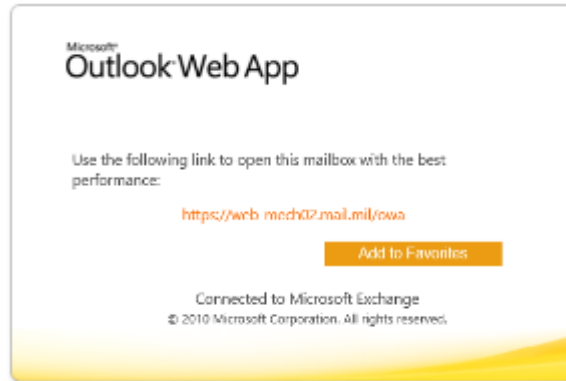 Microsoft®
Outlook Web App
Use the following link to open this mailbox with the best
performance:
https://web-mech02.mail.mil/owa
Add to Favorites
Connected to Microsoft Exchange
© 2010 Microsoft Corporation. All rights reserved.